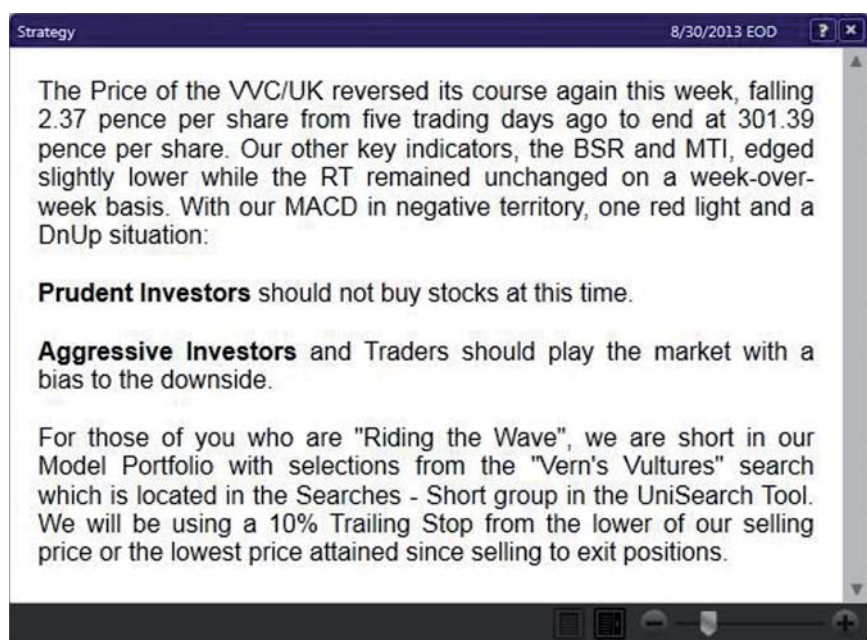 Strategy 8/30/2013 EOD ? ×
The Price of the VVC/UK reversed its course again this week, falling
2.37 pence per share from five trading days ago to end at 301.39
pence per share. Our other key indicators, the BSR and MTI, edged
slightly lower while the RT remained unchanged on a week-over-
week basis. With our MACD in negative territory, one red light and a
DnUp situation:
Prudent Investors should not buy stocks at this time.
Aggressive Investors and Traders should play the market with a
bias to the downside.
For those of you who are "Riding the Wave", we are short in our
Model Portfolio with selections from the "Vern's Vultures" search
which is located in the Searches - Short group in the UniSearch Tool.
We will be using a 10% Trailing Stop from the lower of our selling
price or the lowest price attained since selling to exit positions.